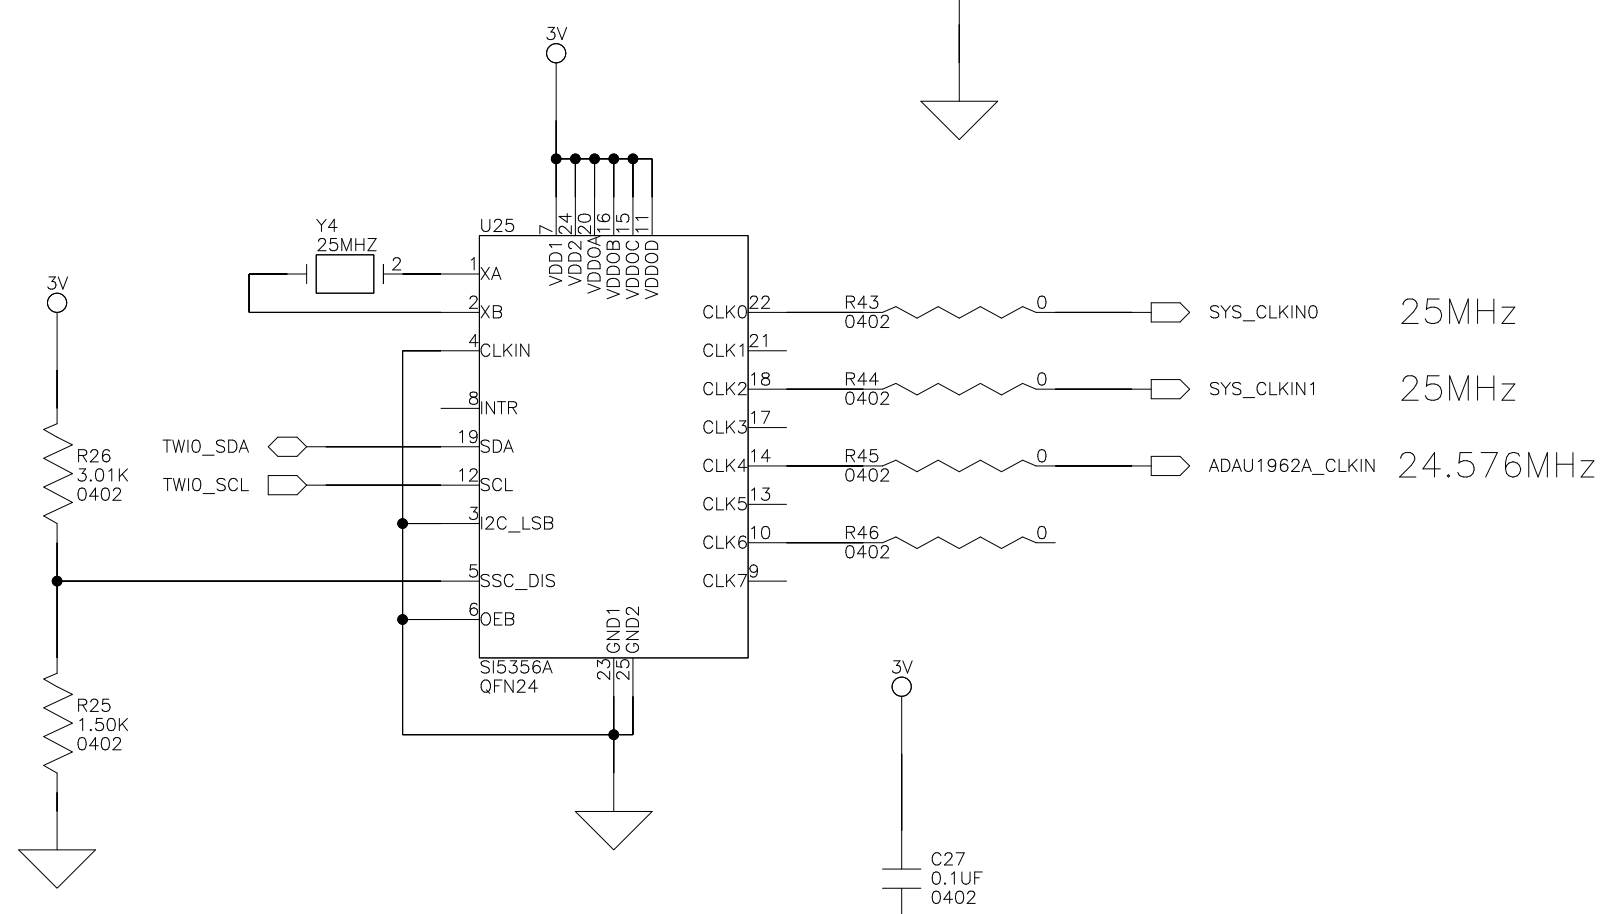 3V
Y4
25MHZ
2
U25
7
24
20
16
15
11
VDD1
VDD2
VDDOA
VDDOB
VDDOC
VDDOD
1 XA
2 XB
4 CLKIN
8 INTR
TWI0_SDA 19 SDA
TWI0_SCL 12 SCL
3 I2C_LSB
5 SSC_DIS
6 OEB
CLK0 22 R43 0402 0 SYS_CLKIN0 25MHz
CLK1 21
CLK2 18 R44 0402 0 SYS_CLKIN1 25MHz
CLK3 17
CLK4 14 R45 0402 0 ADAU1962A_CLKIN 24.576MHz
CLK5 13
CLK6 10 R46 0402 0
CLK7 9
GND1
GND2
23
25
SI5356A
QFN24
3V
R26
3.01K
0402
R25
1.50K
0402
3V
C27
0.1UF
0402